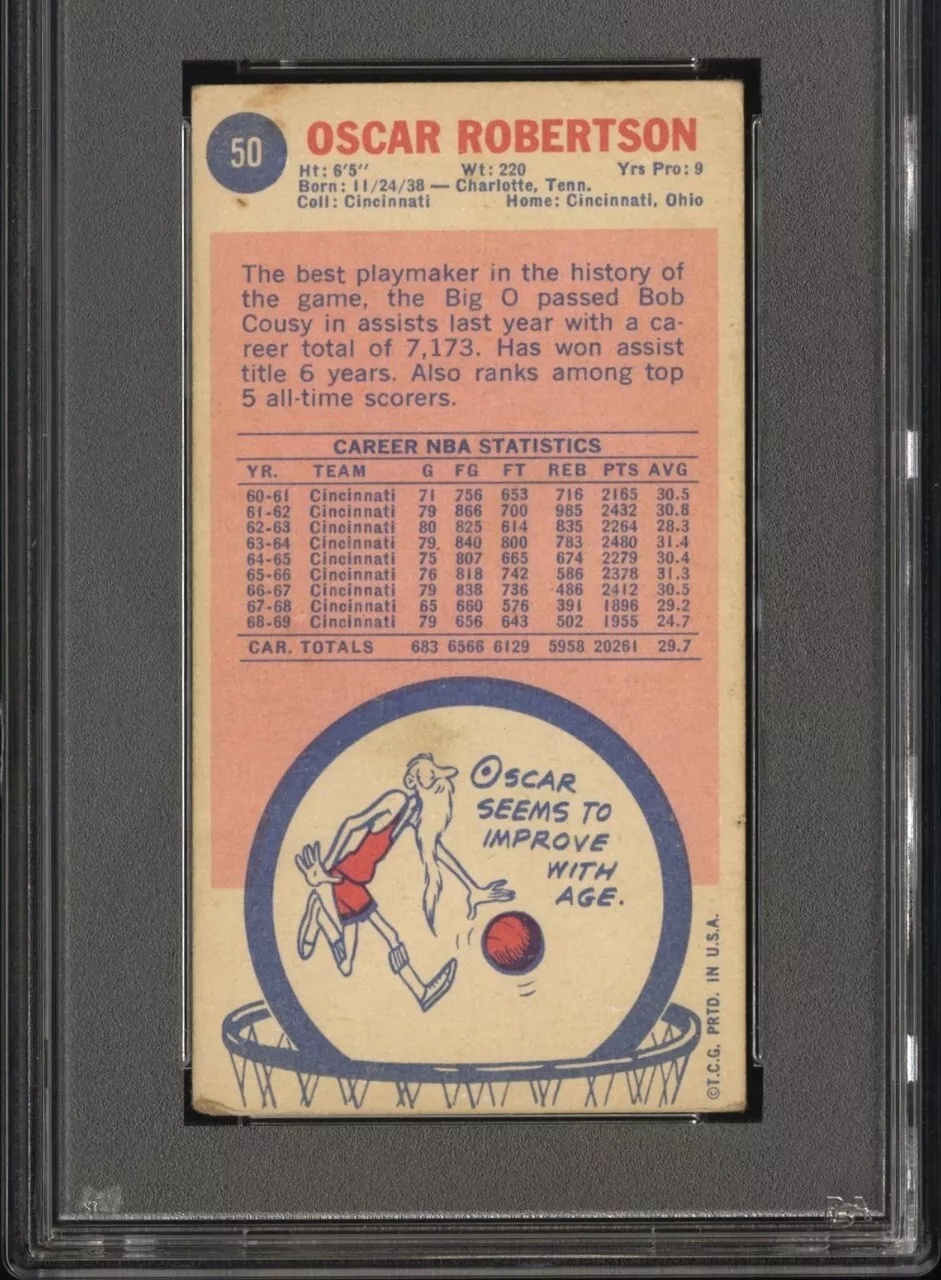 50
OSCAR ROBERTSON
Ht: 6'5" Wt: 220 Yrs Pro: 9
Born: 11/24/38 — Charlotte, Tenn.
Coll: Cincinnati Home: Cincinnati, Ohio
The best playmaker in the history of
the game, the Big O passed Bob
Cousy in assists last year with a ca-
reer total of 7,173. Has won assist
title 6 years. Also ranks among top
5 all-time scorers.
CAREER NBA STATISTICS
YR. TEAM G FG FT REB PTS AVG
60-61 Cincinnati 71 756 653 716 2165 30.5
61-62 Cincinnati 79 866 700 985 2432 30.8
62-63 Cincinnati 80 825 614 835 2264 28.3
63-64 Cincinnati 79. 840 800 783 2480 31.4
64-65 Cincinnati 75 807 665 674 2279 30.4
65-66 Cincinnati 76 818 742 586 2378 31.3
66-67 Cincinnati 79 838 736 486 2412 30.5
67-68 Cincinnati 65 660 576 391 1896 29.2
68-69 Cincinnati 79 656 643 502 1955 24.7
CAR. TOTALS 683 6566 6129 5958 20261 29.7
OSCAR
SEEMS TO
IMPROVE
WITH
AGE.
©T.C.G. PRTD. IN U.S.A.
PSA